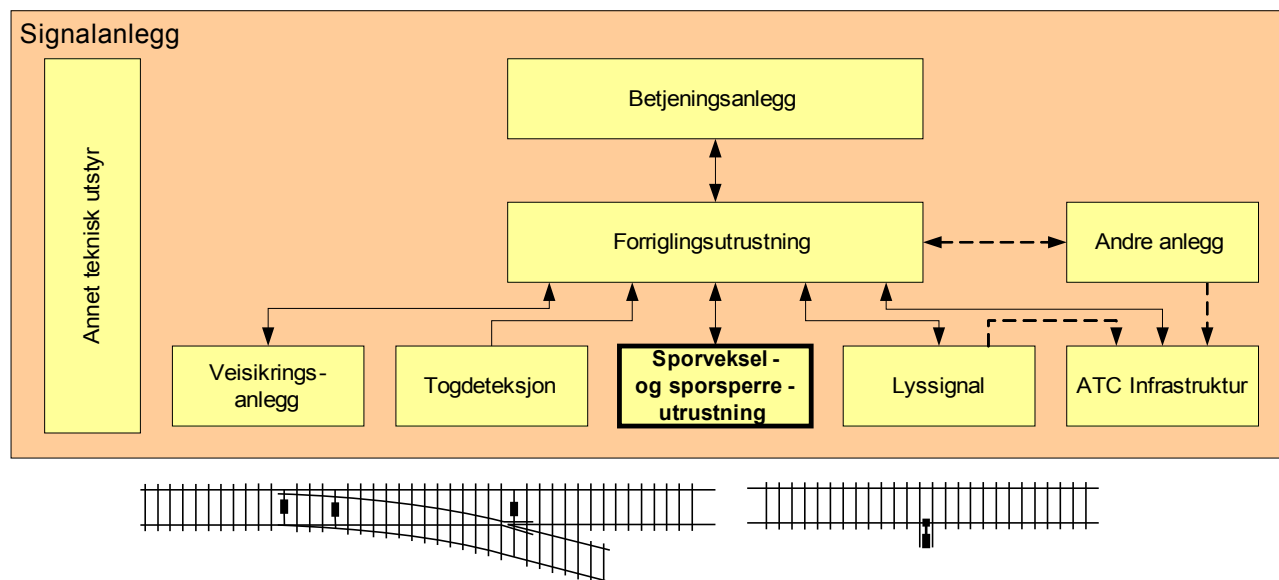 Signalanlegg
Annet teknisk utstyr
Betjeningsanlegg
Forriglingsutrustning
Andre anlegg
Veisikrings-
anlegg
Togdeteksjon
Sporveksel -
og sporsperre -
utrustning
Lyssignal
ATC Infrastruktur